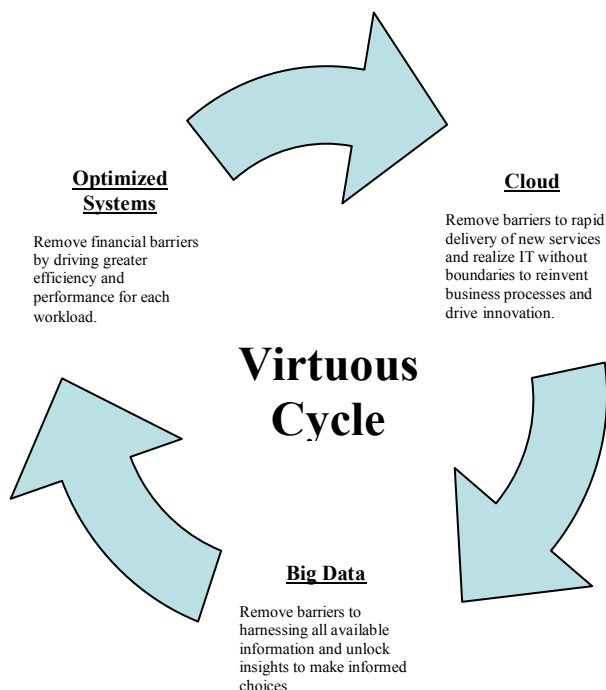 Optimized
Systems
Remove financial barriers
by driving greater
efficiency and
performance for each
workload.
Cloud
Remove barriers to rapid
delivery of new services
and realize IT without
boundaries to reinvent
business processes and
drive innovation.
Virtuous
Cycle
Big Data
Remove barriers to
harnessing all available
information and unlock
insights to make informed
choices